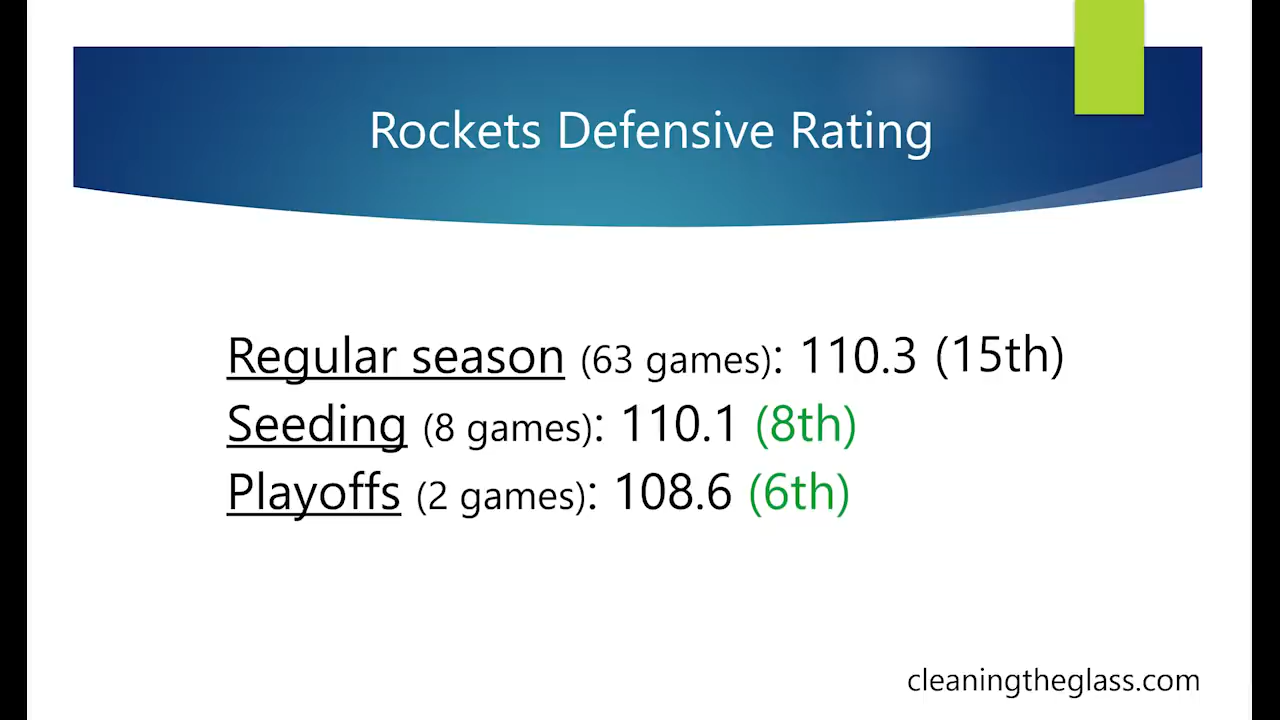 Rockets Defensive Rating
Regular season (63 games): 110.3 (15th)
Seeding (8 games): 110.1 (8th)
Playoffs (2 games): 108.6 (6th)
cleaningtheglass.com